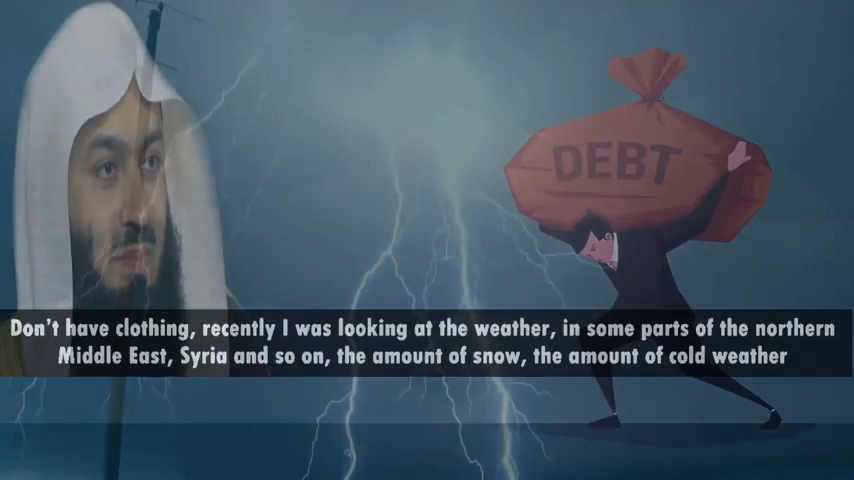 DEBT
Don't have clothing, recently I was looking at the weather, in some parts of the northern
Middle East, Syria and so on, the amount of snow, the amount of cold weather